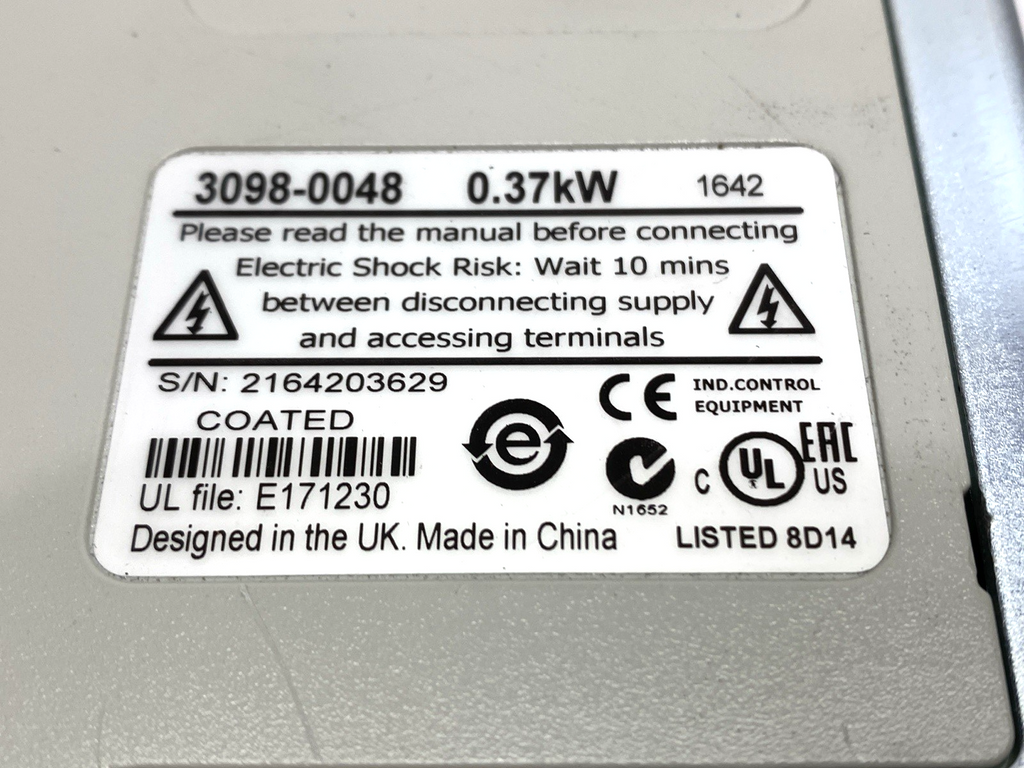 3098-0048 0.37kW 1642
Please read the manual before connecting
Electric Shock Risk: Wait 10 mins
between disconnecting supply
and accessing terminals
S/N: 2164203629
COATED
UL file: E171230
Designed in the UK. Made in China
e
CE IND.CONTROL
EQUIPMENT
N1652
C UL US
EAC
LISTED 8D14